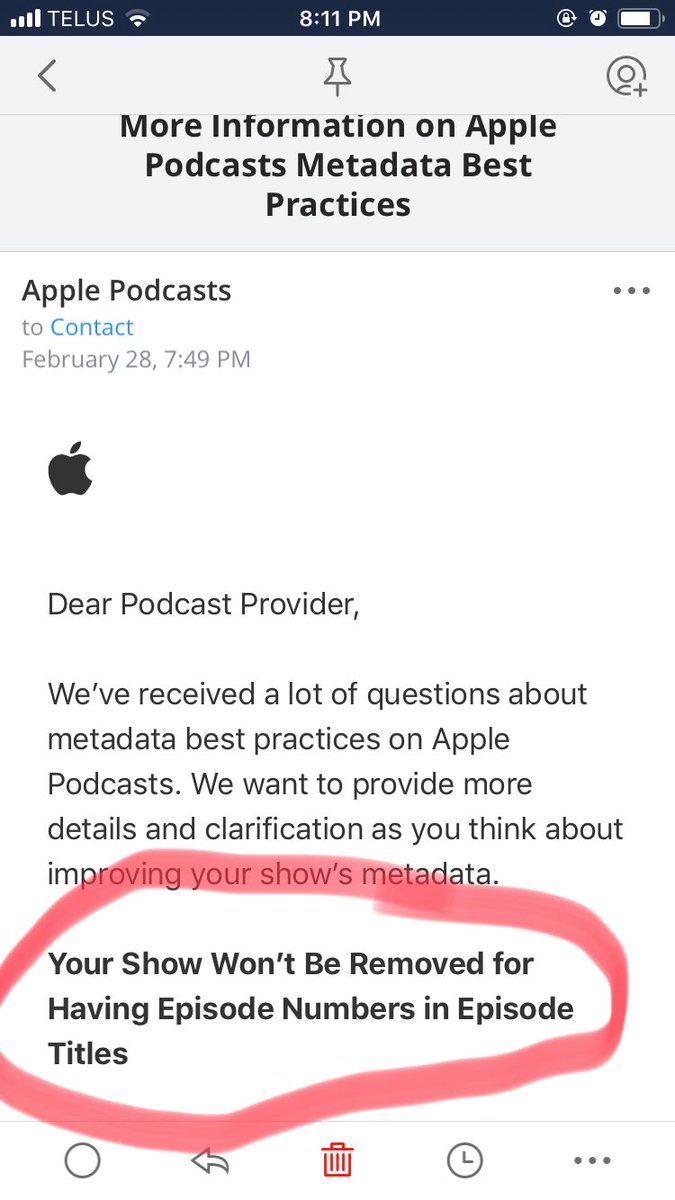 TELUS 8:11 PM
More Information on Apple
Podcasts Metadata Best
Practices
Apple Podcasts
to Contact
February 28, 7:49 PM
Dear Podcast Provider,
We’ve received a lot of questions about
metadata best practices on Apple
Podcasts. We want to provide more
details and clarification as you think about
improving your show’s metadata.
Your Show Won’t Be Removed for
Having Episode Numbers in Episode
Titles